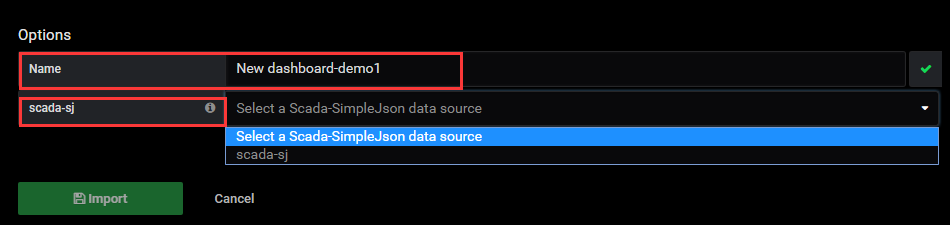 Options
Name New dashboard-demo1
scada-sj Select a Scada-SimpleJson data source
Select a Scada-SimpleJson data source
scada-sj
Import Cancel